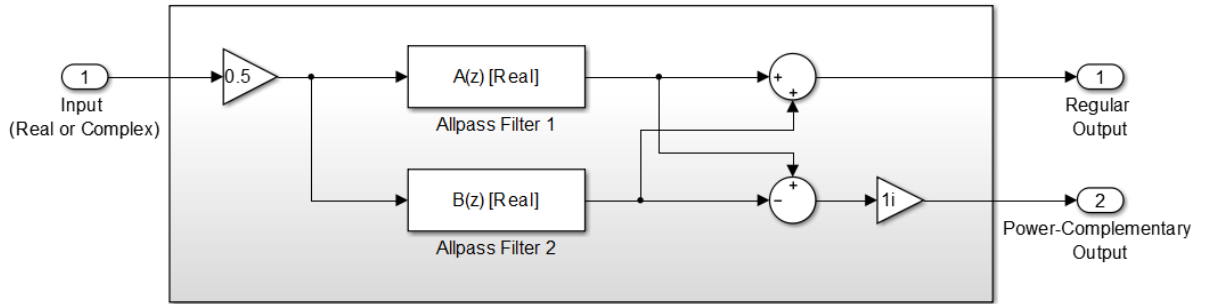 1
Input
(Real or Complex)
0.5
A(z) [Real]
Allpass Filter 1
B(z) [Real]
Allpass Filter 2
+
+
+
−
1i
1
Regular
Output
2
Power-Complementary
Output